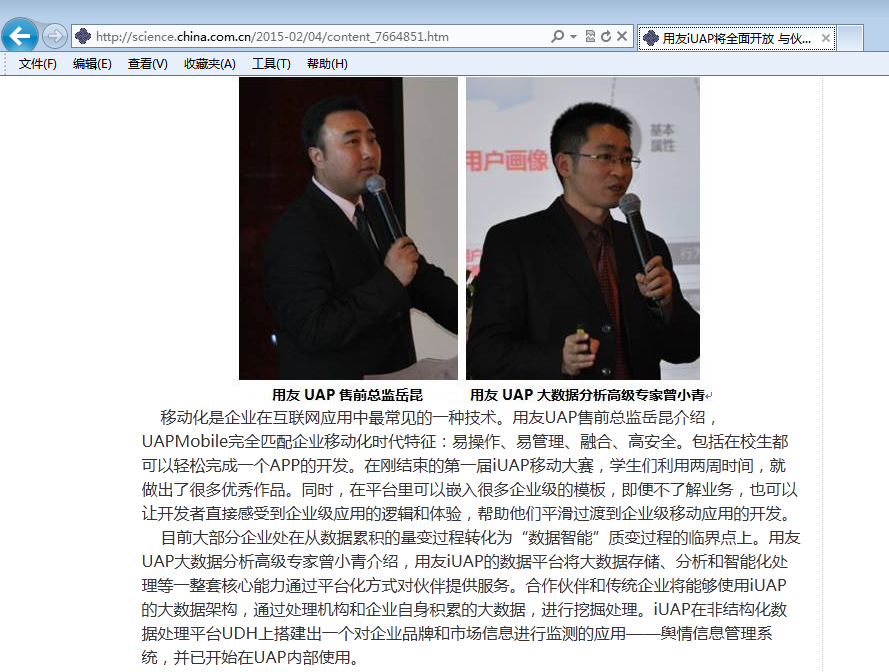 http://science.china.com.cn/2015-02/04/content_7664851.htm
用友iUAP将全面开放 与伙...
文件(F) 编辑(E) 查看(V) 收藏夹(A) 工具(T) 帮助(H)
基本
属性
用户画像
行为
用友 UAP 售前总监岳昆
用友 UAP 大数据分析高级专家曾小青
移动化是企业在互联网应用中最常见的一种技术。用友UAP售前总监岳昆介绍，
UAPMobile完全匹配企业移动化时代特征：易操作、易管理、融合、高安全。包括在校生都
可以轻松完成一个APP的开发。在刚结束的第一届iUAP移动大赛，学生们利用两周时间，就
做出了很多优秀作品。同时，在平台里可以嵌入很多企业级的模板，即便不了解业务，也可以
让开发者直接感受到企业级应用的逻辑和体验，帮助他们平滑过渡到企业级移动应用的开发。
目前大部分企业处在从数据累积的量变过程转化为“数据智能”质变过程的临界点上。用友
UAP大数据分析高级专家曾小青介绍，用友iUAP的数据平台将大数据存储、分析和智能化处
理等一整套核心能力通过平台化方式对伙伴提供服务。合作伙伴和传统企业将能够使用iUAP
的大数据架构，通过处理机构和企业自身积累的大数据，进行挖掘处理。iUAP在非结构化数
据处理平台UDH上搭建出一个对企业品牌和市场信息进行监测的应用——舆情信息管理系
统，并已开始在UAP内部使用。